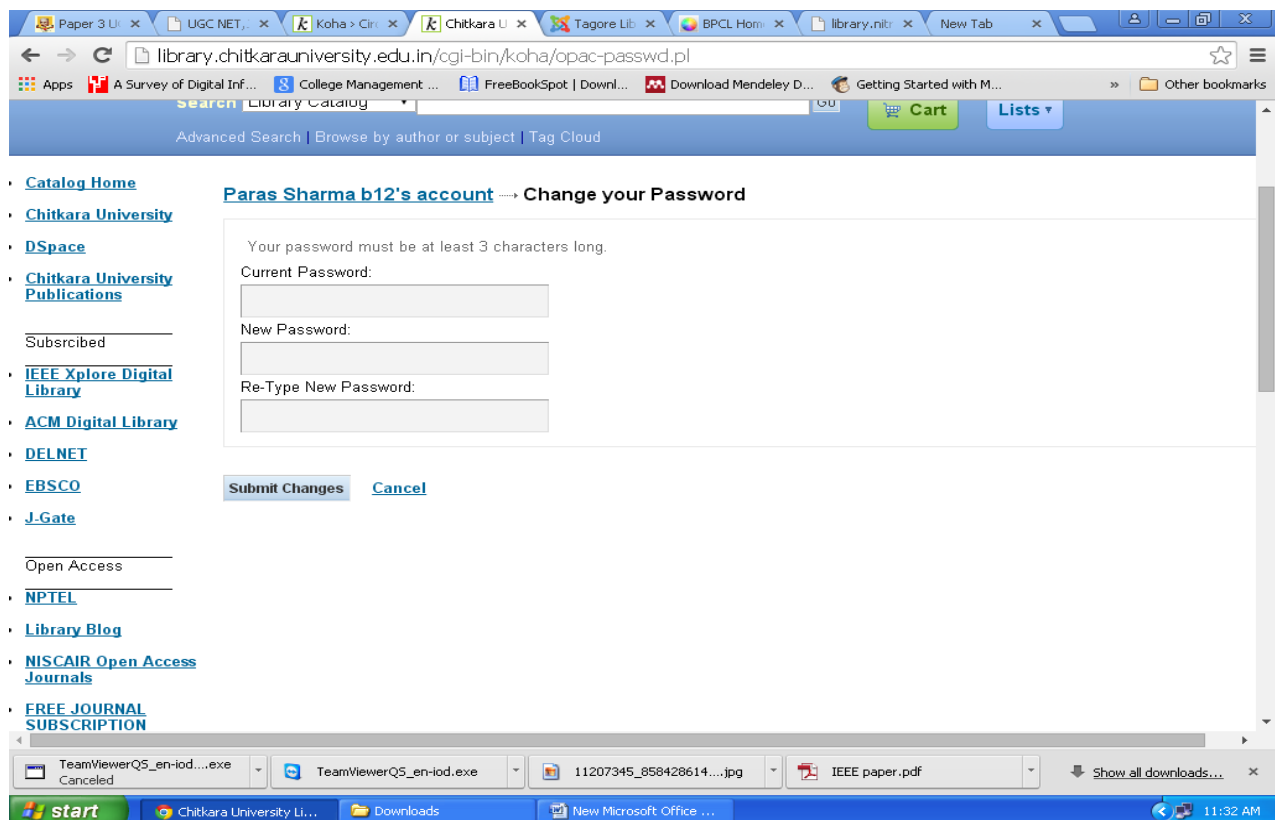 Paper 3 U
UGC NET,
Koha › Cir
Chitkara U
Tagore Lib
BPCL Hom
library.nitr
New Tab
library.chitkarauniversity.edu.in/cgi-bin/koha/opac-passwd.pl
Apps
A Survey of Digital Inf...
College Management ...
FreeBookSpot | Downl...
Download Mendeley D...
Getting Started with M...
»
Other bookmarks
Search Library Catalog
Go
Cart
Lists
Advanced Search | Browse by author or subject | Tag Cloud
Catalog Home
Chitkara University
DSpace
Chitkara University
Publications
Subsrcibed
IEEE Xplore Digital
Library
ACM Digital Library
DELNET
EBSCO
J-Gate
Open Access
NPTEL
Library Blog
NISCAIR Open Access
Journals
FREE JOURNAL
SUBSCRIPTION
Paras Sharma b12's account → Change your Password
Your password must be at least 3 characters long.
Current Password:
New Password:
Re-Type New Password:
Submit Changes
Cancel
TeamViewerQS_en-iod....exe
Canceled
TeamViewerQS_en-iod.exe
11207345_858428614....jpg
IEEE paper.pdf
Show all downloads...
start
Chitkara University Li...
Downloads
New Microsoft Office ...
11:32 AM